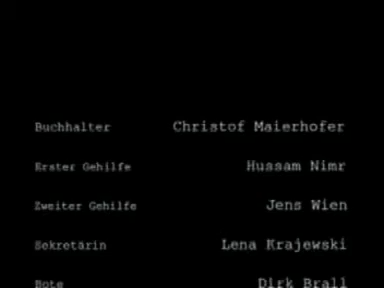 Buchhalter Christof Maierhofer
Erster Gehilfe Hussam Nimr
Zweiter Gehilfe Jens Wien
Sekretärin Lena Krajewski
Bote Dirk Brall